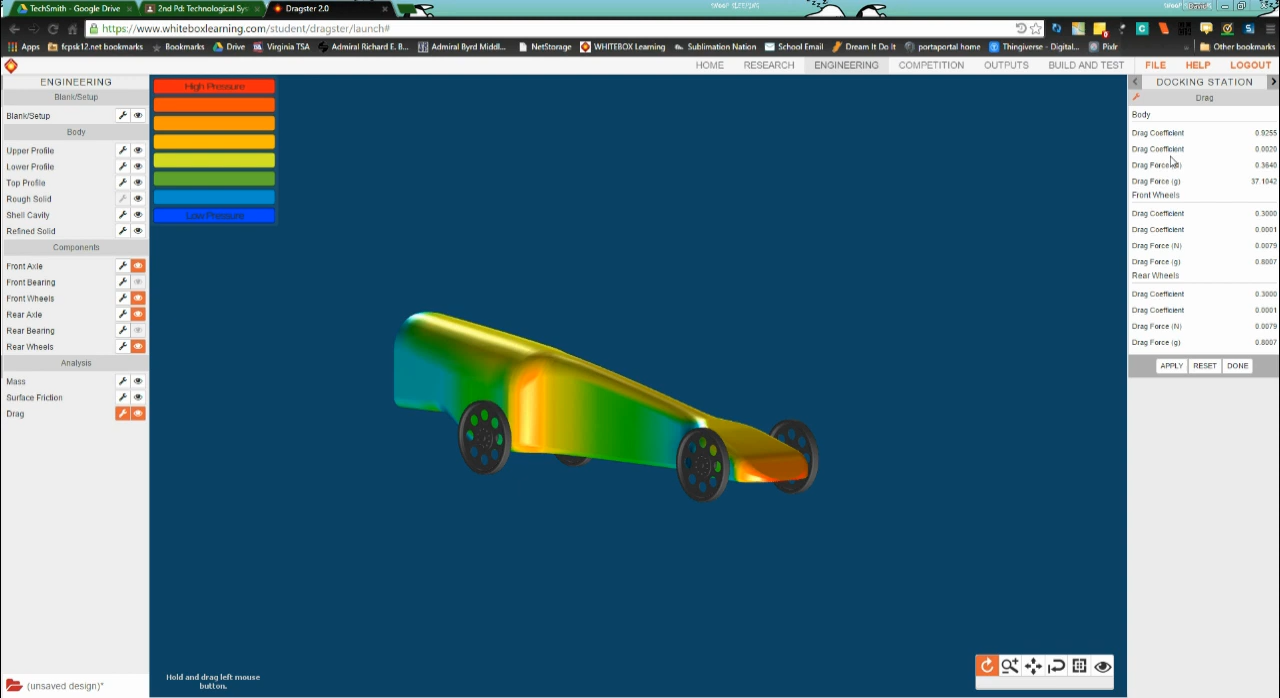 TechSmith - Google Drive
2nd Pd: Technological Sys
Dragster 2.0
https://www.whiteboxlearning.com/student/dragster/launch#
Apps
fcpsk12.net bookmarks
Bookmarks
Drive
Virginia TSA
Admiral Richard E. B...
Admiral Byrd Middl...
NetStorage
WHITEBOX Learning
Sublimation Nation
School Email
Dream It Do It
portaportal home
Thingiverse - Digital...
Pixlr
Other bookmarks
HOME
RESEARCH
ENGINEERING
COMPETITION
OUTPUTS
BUILD AND TEST
FILE
HELP
LOGOUT
ENGINEERING
Blank/Setup
Blank/Setup
Body
Upper Profile
Lower Profile
Top Profile
Rough Solid
Shell Cavity
Refined Solid
Components
Front Axle
Front Bearing
Front Wheels
Rear Axle
Rear Bearing
Rear Wheels
Analysis
Mass
Surface Friction
Drag
(unsaved design)*
High Pressure
Low Pressure
Hold and drag left mouse
button.
DOCKING STATION
Drag
Body
Drag Coefficient 0.9255
Drag Coefficient 0.0020
Drag Force 0.3640
Drag Force (g) 37.1042
Front Wheels
Drag Coefficient 0.3000
Drag Coefficient 0.0001
Drag Force (N) 0.0079
Drag Force (g) 0.8007
Rear Wheels
Drag Coefficient 0.3000
Drag Coefficient 0.0001
Drag Force (N) 0.0079
Drag Force (g) 0.8007
APPLY
RESET
DONE